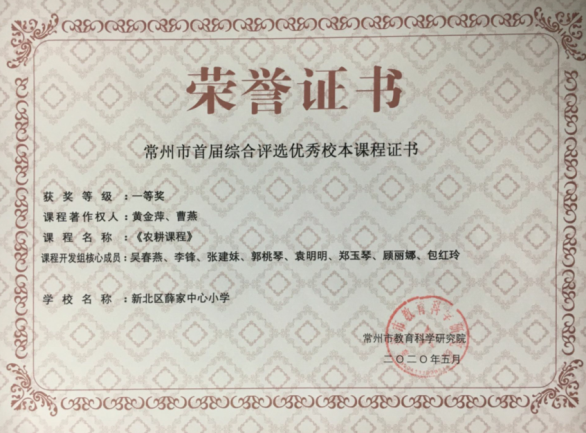 荣誉证书
常州市首届综合评选优秀校本课程证书
获奖等级：一等奖
课程著作权人：黄金萍、曹燕
课程名称：《农耕课程》
课程开发组核心成员：吴春燕、李锋、张建妹、郭桃琴、袁明明、郑玉琴、顾丽娜、包红玲
学校名称：新北区薛家中心小学
常州市教育科学研究院
二〇二〇年五月